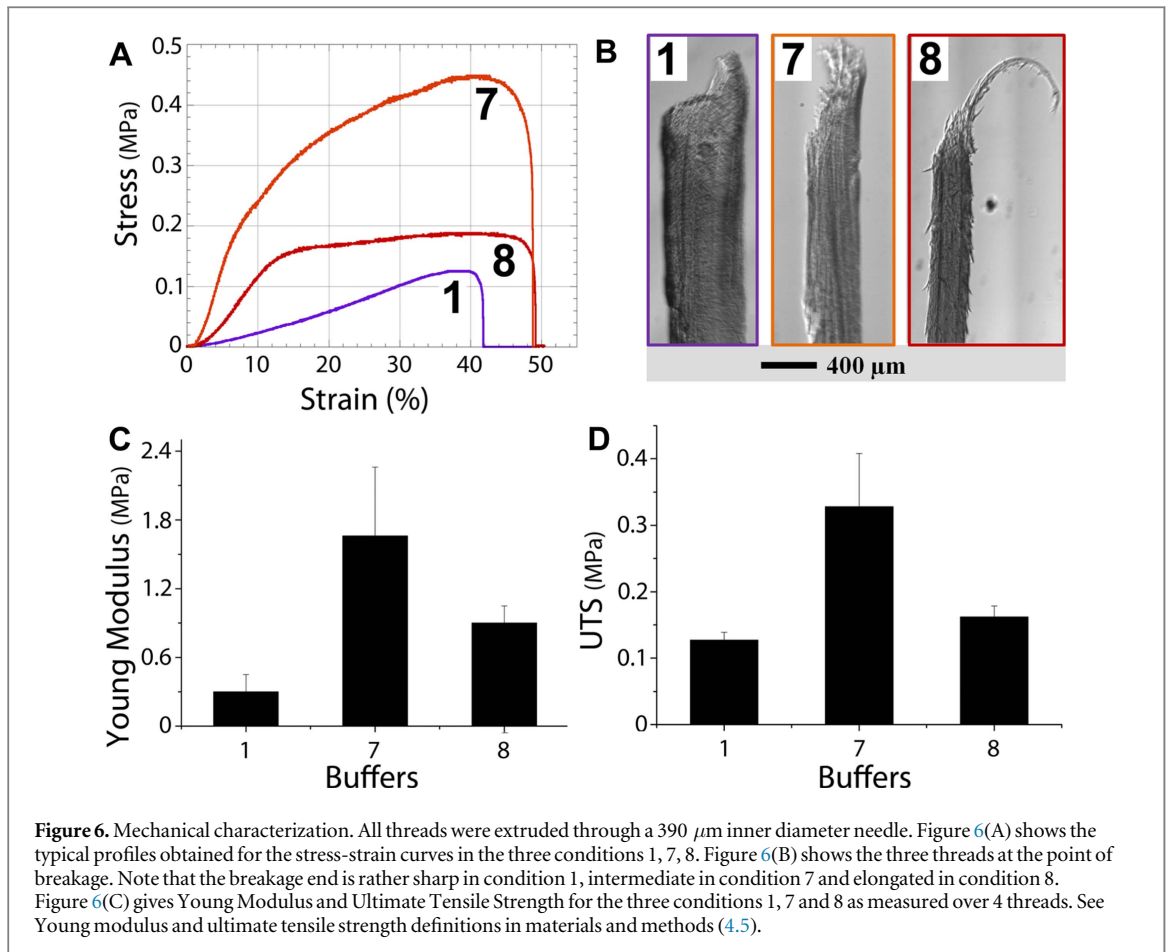 A
0.5
0.4
0.3
0.2
0.1
0
Stress (MPa)
7
8
1
0 10 20 30 40 50
Strain (%)
B
1
7
8
400 μm
C
2.4
1.8
1.2
0.6
0
Young Modulus (MPa)
1 7 8
Buffers
D
0.4
0.3
0.2
0.1
0
UTS (MPa)
1 7 8
Buffers
Figure 6. Mechanical characterization. All threads were extruded through a 390 μm inner diameter needle. Figure 6(A) shows the
typical profiles obtained for the stress-strain curves in the three conditions 1, 7, 8. Figure 6(B) shows the three threads at the point of
breakage. Note that the breakage end is rather sharp in condition 1, intermediate in condition 7 and elongated in condition 8.
Figure 6(C) gives Young Modulus and Ultimate Tensile Strength for the three conditions 1, 7 and 8 as measured over 4 threads. See
Young modulus and ultimate tensile strength definitions in materials and methods (4.5).